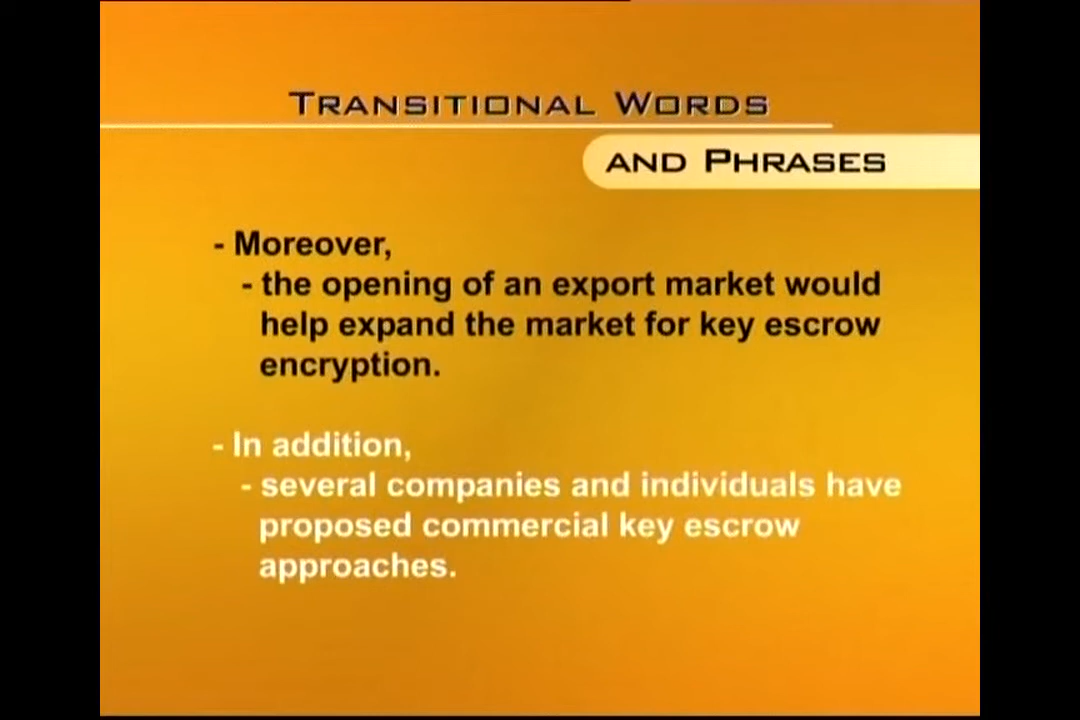 Transitional Words
and Phrases
- Moreover,
- the opening of an export market would
help expand the market for key escrow
encryption.
- In addition,
- several companies and individuals have
proposed commercial key escrow
approaches.